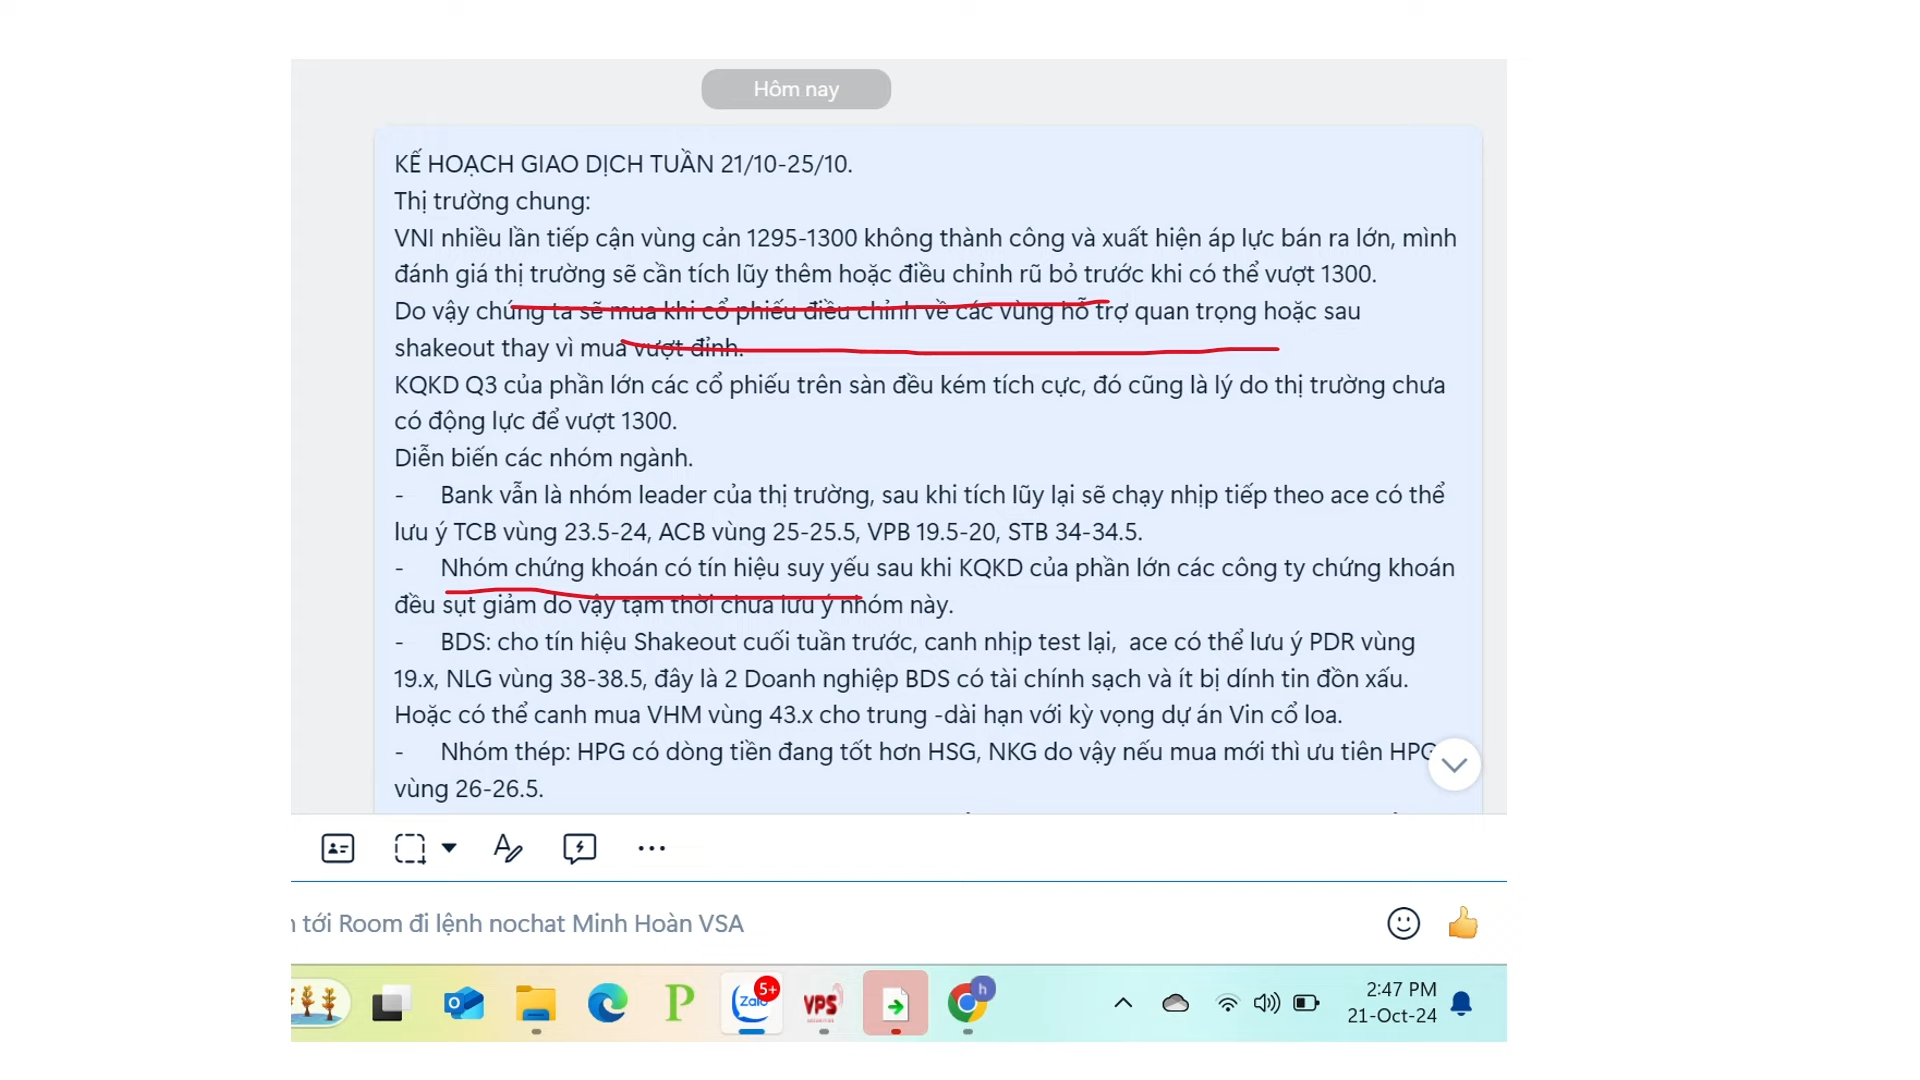 Hôm nay
KẾ HOẠCH GIAO DỊCH TUẦN 21/10-25/10.
Thị trường chung:
VNI nhiều lần tiếp cận vùng cản 1295-1300 không thành công và xuất hiện áp lực bán ra lớn, mình
đánh giá thị trường sẽ cần tích lũy thêm hoặc điều chỉnh rũ bỏ trước khi có thể vượt 1300.
Do vậy chứng ta sẽ mua khi cổ phiếu điều chỉnh về các vùng hỗ trợ quan trọng hoặc sau
shakeout thay vì mua vượt đỉnh.
KQKD Q3 của phần lớn các cổ phiếu trên sàn đều kém tích cực, đó cũng là lý do thị trường chưa
có động lực để vượt 1300.
Diễn biến các nhóm ngành.
- Bank vẫn là nhóm leader của thị trường, sau khi tích lũy lại sẽ chạy nhịp tiếp theo ace có thể
lưu ý TCB vùng 23.5-24, ACB vùng 25-25.5, VPB 19.5-20, STB 34-34.5.
- Nhóm chứng khoán có tín hiệu suy yếu sau khi KQKD của phần lớn các công ty chứng khoán
đều sụt giảm do vậy tạm thời chưa lưu ý nhóm này.
- BDS: cho tín hiệu Shakeout cuối tuần trước, canh nhịp test lại, ace có thể lưu ý PDR vùng
19.x, NLG vùng 38-38.5, đây là 2 Doanh nghiệp BDS có tài chính sạch và ít bị dính tin đồn xấu.
Hoặc có thể canh mua VHM vùng 43.x cho trung -dài hạn với kỳ vọng dự án Vin cổ loa.
- Nhóm thép: HPG có dòng tiền đang tốt hơn HSG, NKG do vậy nếu mua mới thì ưu tiên HPG
vùng 26-26.5.
tới Room đi lệnh nochat Minh Hoàn VSA
5+
Zalo
VPS
h
2:47 PM
21-Oct-24